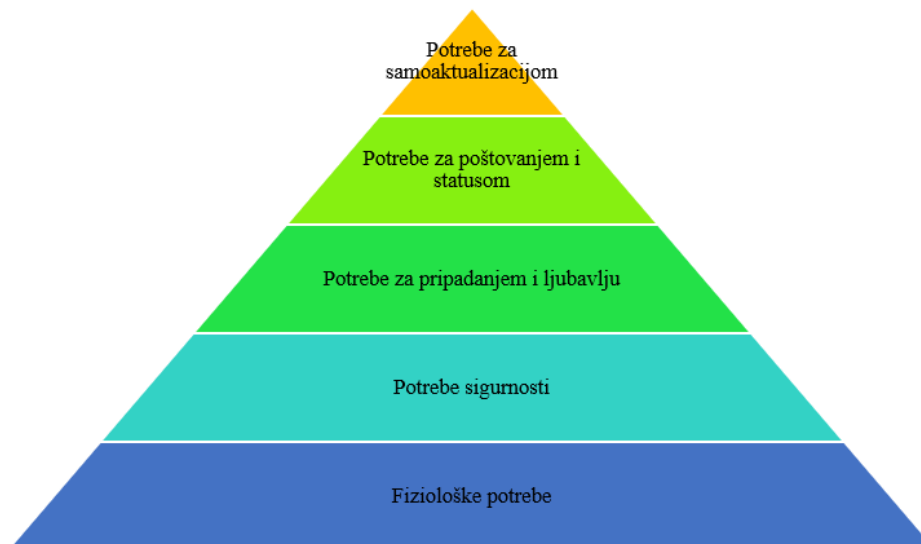 Potrebe za
samoaktualizacijom
Potrebe za poštovanjem i
statusom
Potrebe za pripadanjem i ljubavlju
Potrebe sigurnosti
Fiziološke potrebe